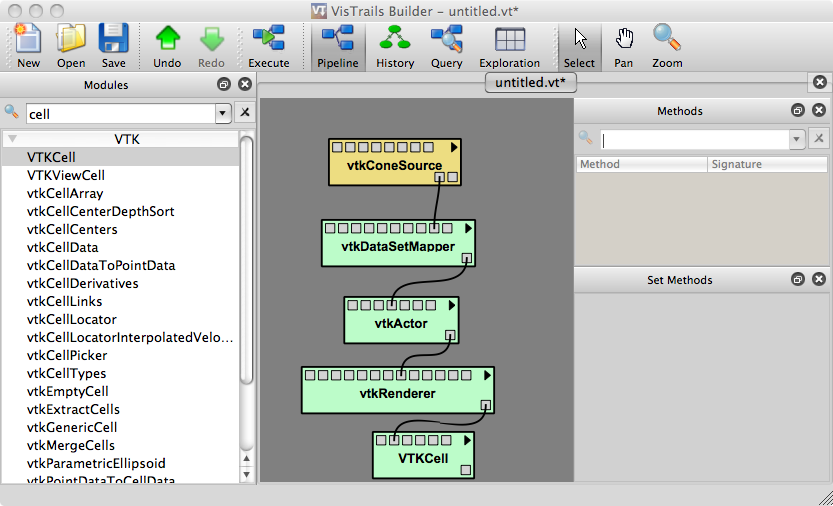 VT VisTrails Builder – untitled.vt*
New Open Save Undo Redo Execute Pipeline History Query Exploration Select Pan Zoom
untitled.vt*
Modules
cell
VTK
VTKCell
VTKViewCell
vtkCellArray
vtkCellCenterDepthSort
vtkCellCenters
vtkCellData
vtkCellDataToPointData
vtkCellDerivatives
vtkCellLinks
vtkCellLocator
vtkCellLocatorInterpolatedVelo...
vtkCellPicker
vtkCellTypes
vtkEmptyCell
vtkExtractCells
vtkGenericCell
vtkMergeCells
vtkParametricEllipsoid
vtkPointDataToCellData
vtkConeSource
vtkDataSetMapper
vtkActor
vtkRenderer
VTKCell
Methods
Method Signature
Set Methods